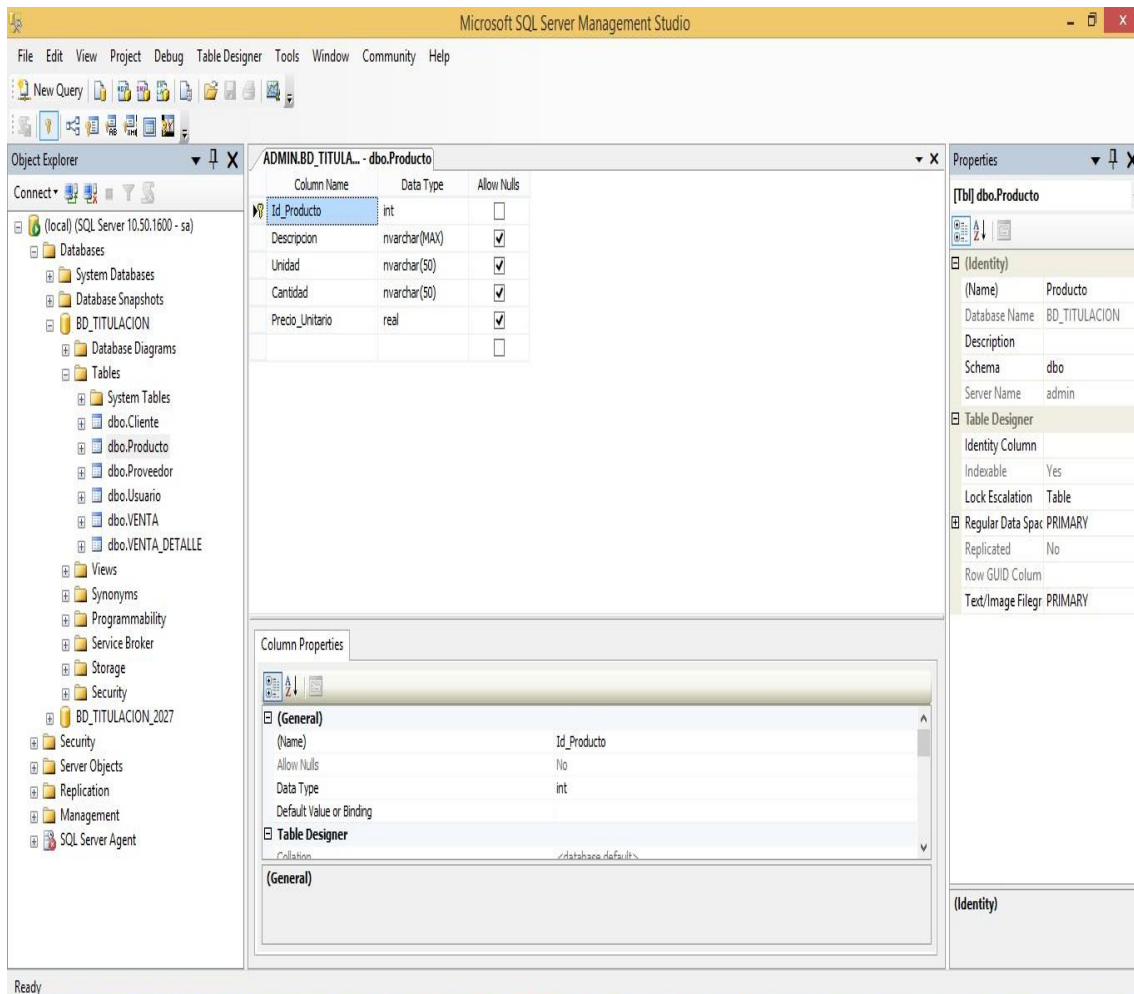 Microsoft SQL Server Management Studio
File Edit View Project Debug Table Designer Tools Window Community Help
New Query
Object Explorer
Connect
(local) (SQL Server 10.50.1600 - sa)
Databases
System Databases
Database Snapshots
BD_TITULACION
Database Diagrams
Tables
System Tables
dbo.Cliente
dbo.Producto
dbo.Proveedor
dbo.Usuario
dbo.VENTA
dbo.VENTA_DETALLE
Views
Synonyms
Programmability
Service Broker
Storage
Security
BD_TITULACION_2027
Security
Server Objects
Replication
Management
SQL Server Agent
ADMIN.BD_TITULA... - dbo.Producto
Column Name Data Type Allow Nulls
Id_Producto int
Descripcion nvarchar(MAX)
Unidad nvarchar(50)
Cantidad nvarchar(50)
Precio_Unitario real
Column Properties
(General)
(Name) Id_Producto
Allow Nulls No
Data Type int
Default Value or Binding
Table Designer
Collation <database default>
(General)
Properties
[Tbl] dbo.Producto
(Identity)
(Name) Producto
Database Name BD_TITULACION
Description
Schema dbo
Server Name admin
Table Designer
Identity Column
Indexable Yes
Lock Escalation Table
Regular Data Spac PRIMARY
Replicated No
Row GUID Colum
Text/Image Filegr PRIMARY
(Identity)
Ready